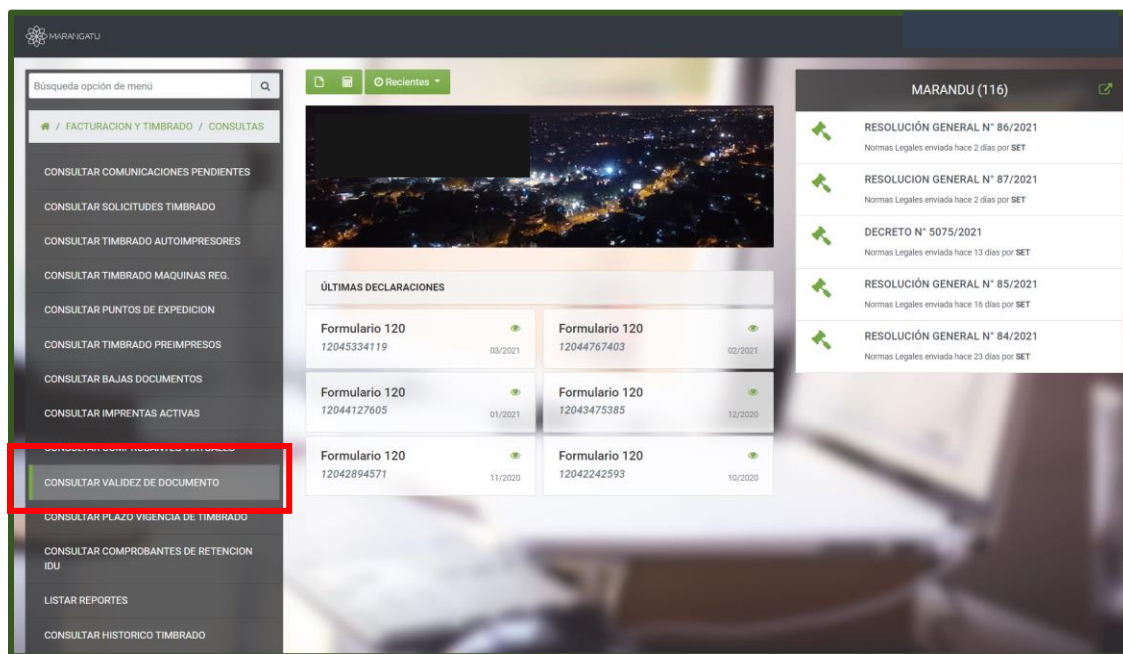 MARANGATU
Búsqueda opción de menú
/ FACTURACION Y TIMBRADO / CONSULTAS
CONSULTAR COMUNICACIONES PENDIENTES
CONSULTAR SOLICITUDES TIMBRADO
CONSULTAR TIMBRADO AUTOIMPRESORES
CONSULTAR TIMBRADO MAQUINAS REG.
CONSULTAR PUNTOS DE EXPEDICION
CONSULTAR TIMBRADO PREIMPRESOS
CONSULTAR BAJAS DOCUMENTOS
CONSULTAR IMPRENTAS ACTIVAS
CONSULTAR COMPROBANTES VIRTUALES
CONSULTAR VALIDEZ DE DOCUMENTO
CONSULTAR PLAZO VIGENCIA DE TIMBRADO
CONSULTAR COMPROBANTES DE RETENCION
IDU
LISTAR REPORTES
CONSULTAR HISTORICO TIMBRADO
Recientes
ÚLTIMAS DECLARACIONES
Formulario 120
12045334119
03/2021
Formulario 120
12044767403
02/2021
Formulario 120
12044127605
01/2021
Formulario 120
12043475385
12/2020
Formulario 120
12042894571
11/2020
Formulario 120
12042242593
10/2020
MARANDU (116)
RESOLUCIÓN GENERAL N° 86/2021
Normas Legales enviada hace 2 días por SET
RESOLUCION GENERAL N° 87/2021
Normas Legales enviada hace 2 días por SET
DECRETO N° 5075/2021
Normas Legales enviada hace 13 días por SET
RESOLUCIÓN GENERAL N° 85/2021
Normas Legales enviada hace 16 días por SET
RESOLUCIÓN GENERAL N° 84/2021
Normas Legales enviada hace 23 días por SET